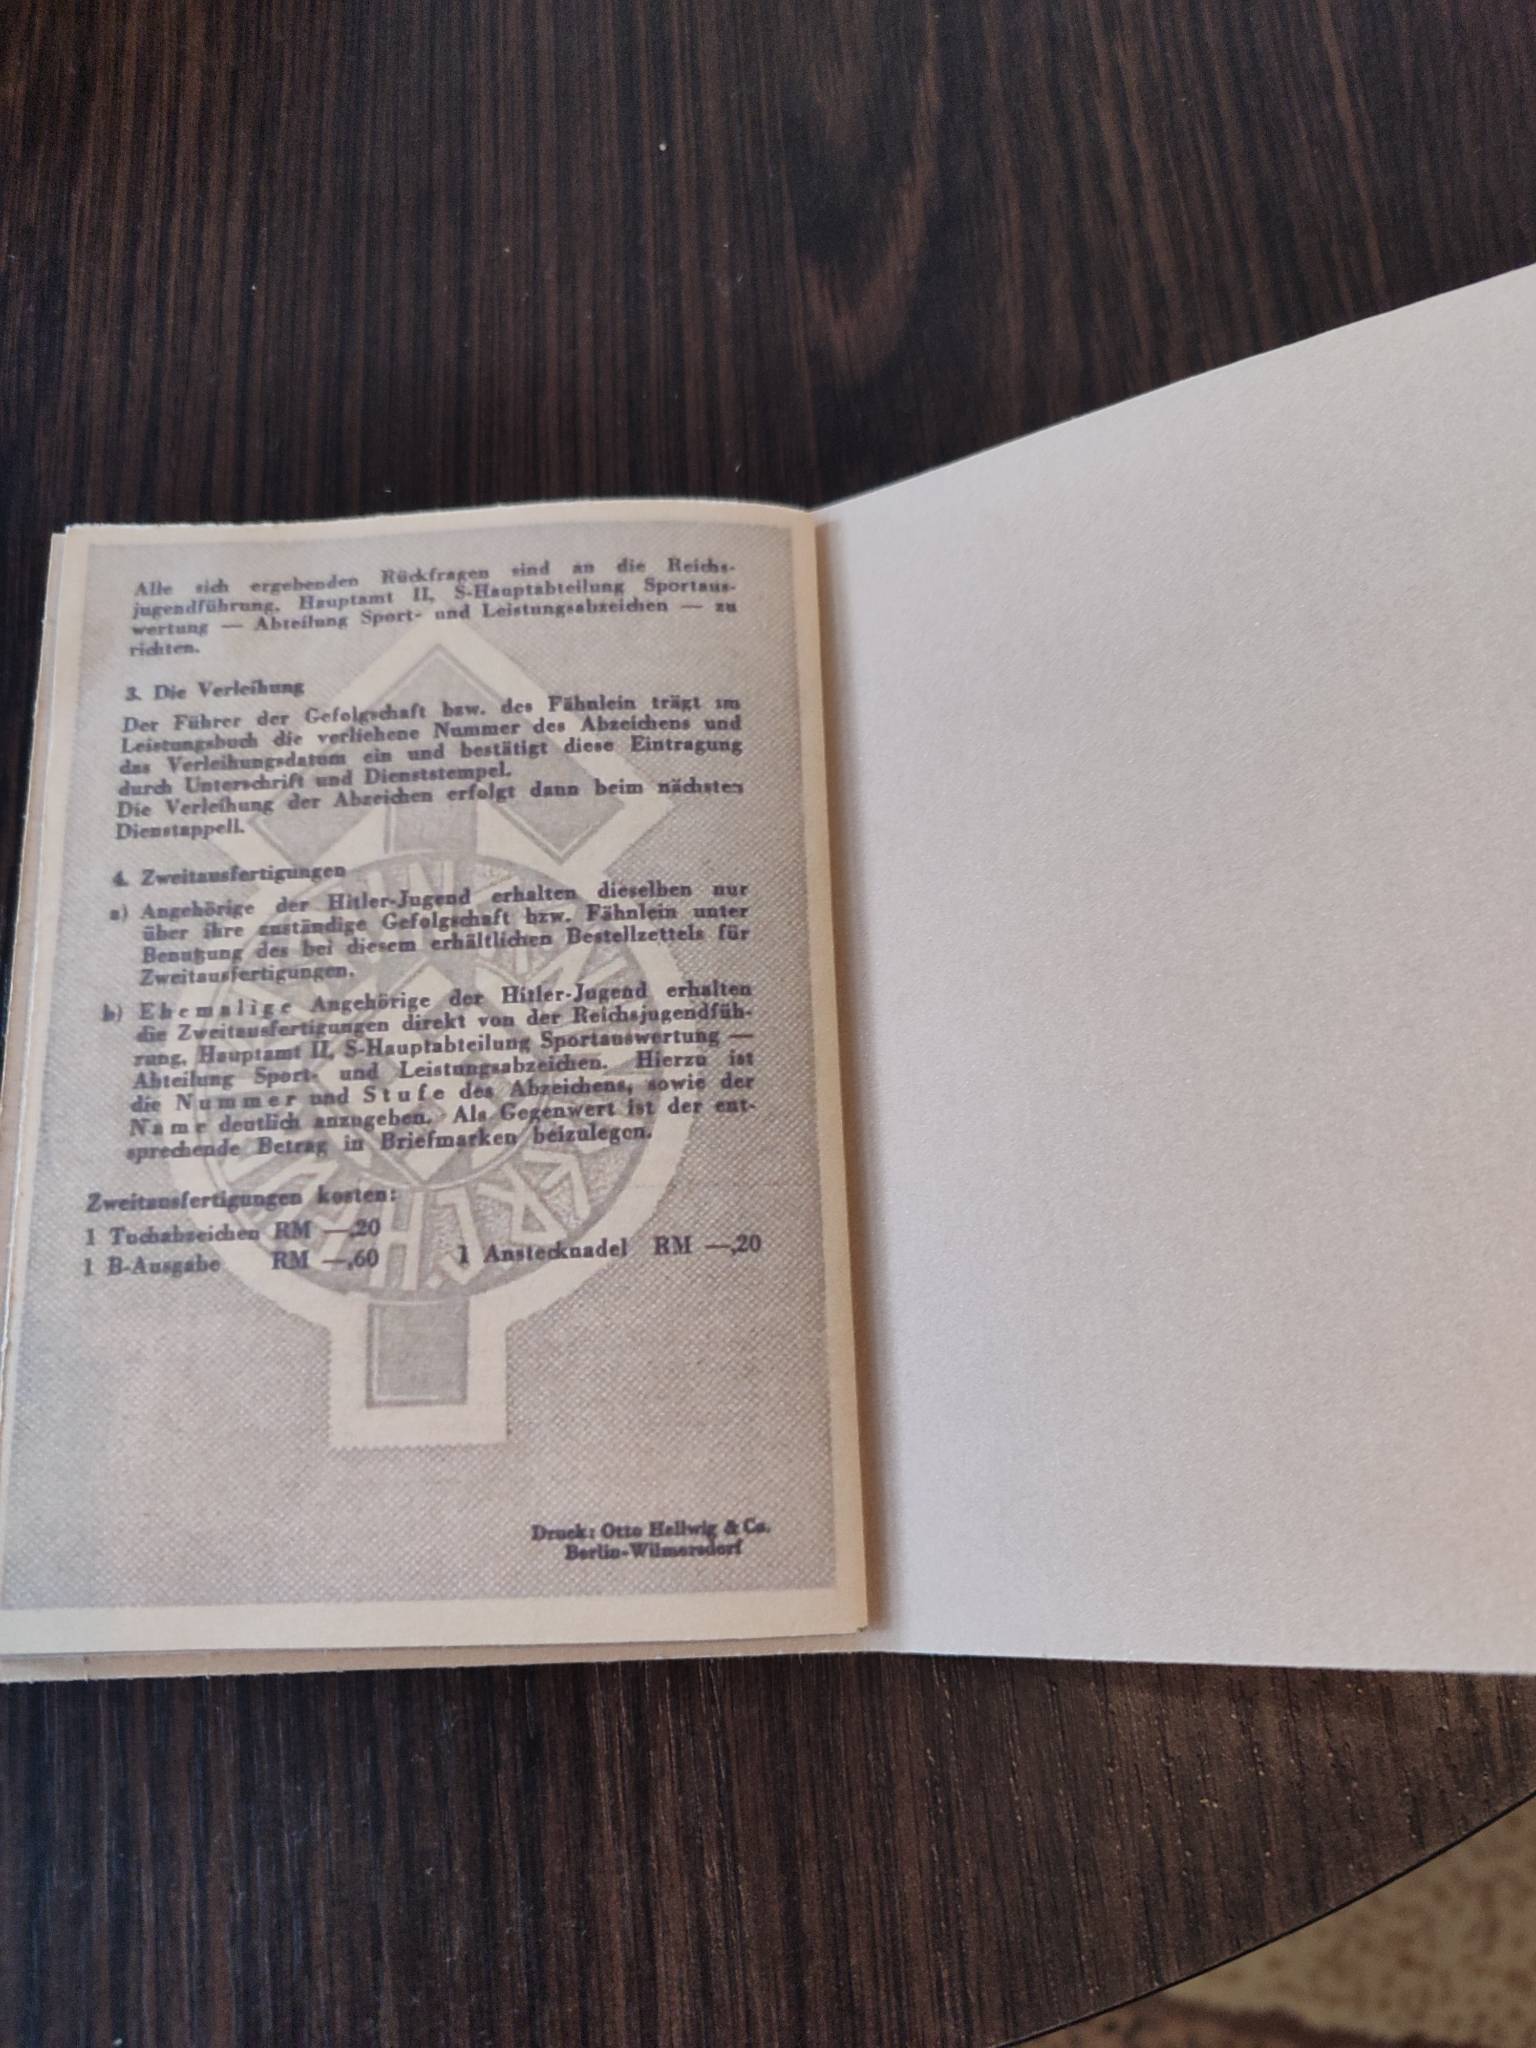 Alle sich ergebenden Rückfragen sind an die Reichs-
jugendführung, Hauptamt II, S-Hauptabteilung Sportaus-
wertung — Abteilung Sport- und Leistungsabzeichen — zu
richten.
3. Die Verleihung
Der Führer der Gefolgschaft bzw. des Fähnlein trägt im
Leistungsbuch die verliehene Nummer des Abzeichens und
das Verleihungsdatum ein und bestätigt diese Eintragung
durch Unterschrift und Dienststempel.
Die Verleihung der Abzeichen erfolgt dann beim nächsten
Dienstappell.
4. Zweitausfertigungen
a) Angehörige der Hitler-Jugend erhalten dieselben nur
über ihre zuständige Gefolgschaft bzw. Fähnlein unter
Benutzung des bei diesem erhältlichen Bestellzettels für
Zweitausfertigungen.
b) Ehemalige Angehörige der Hitler-Jugend erhalten
die Zweitausfertigungen direkt von der Reichsjugendfüh-
rung, Hauptamt II, S-Hauptabteilung Sportauswertung —
Abteilung Sport- und Leistungsabzeichen. Hierzu ist
die Nummer und Stufe des Abzeichens, sowie der
Name deutlich anzugeben. Als Gegenwert ist der ent-
sprechende Betrag in Briefmarken beizulegen.
Zweitausfertigungen kosten:
1 Tuchabzeichen RM —,20
1 B-Ausgabe RM —,60 1 Anstecknadel RM —,20
Druck: Otto Hellwig & Co.
Berlin-Wilmersdorf